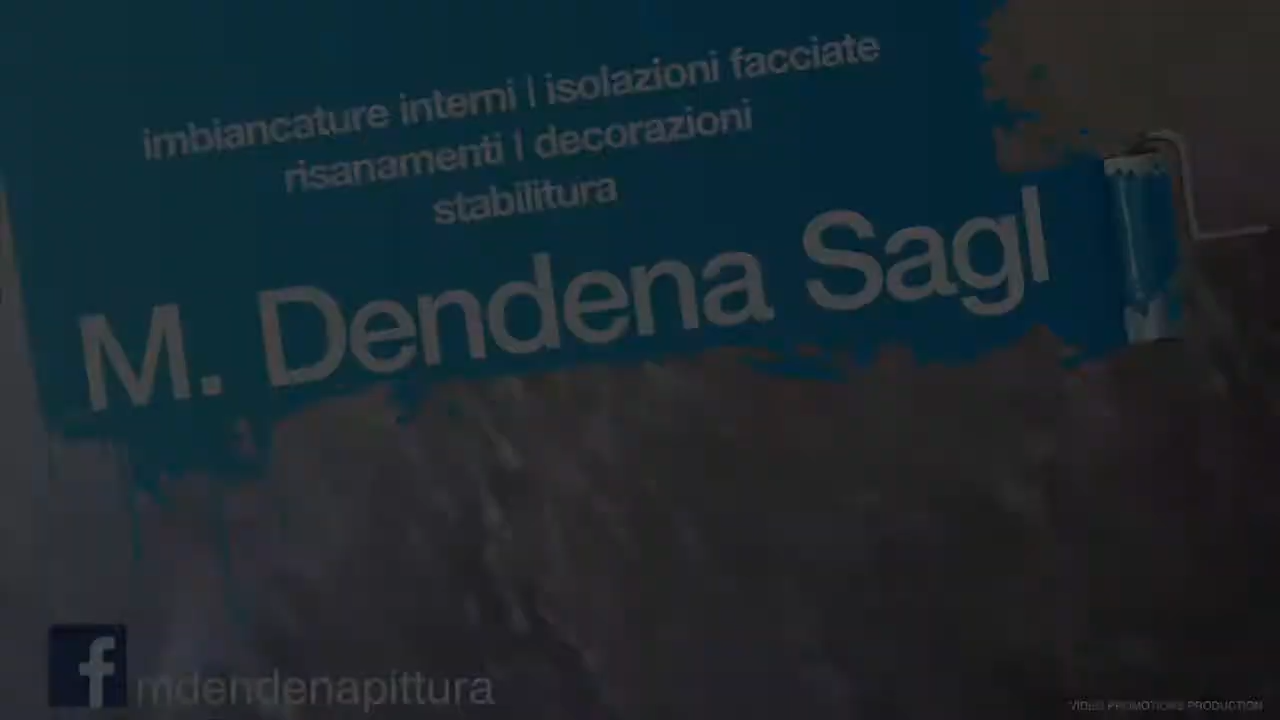 imbiancature interni | isolazioni facciate
risanamenti | decorazioni
stabilitura
M. Dendena Sagl
f mdendenapittura
VIDEO PROMOTIONS PRODUCTION